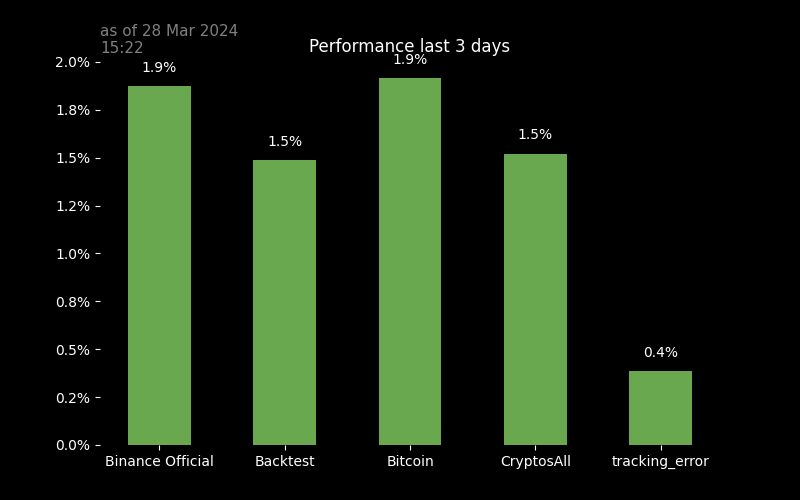 as of 28 Mar 2024
15:22
Performance last 3 days
2.0%
1.8%
1.5%
1.2%
1.0%
0.8%
0.5%
0.2%
0.0%
1.9%
1.5%
1.9%
1.5%
0.4%
Binance Official
Backtest
Bitcoin
CryptosAll
tracking_error